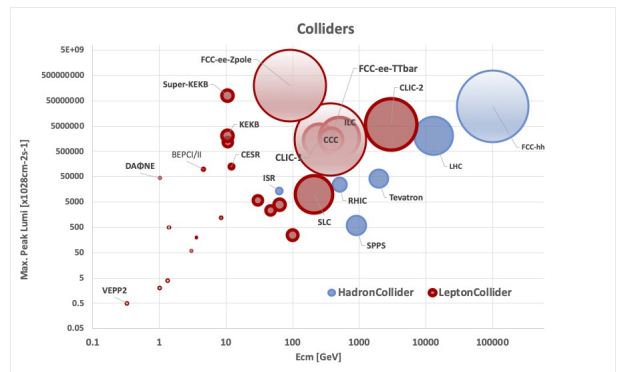 Colliders
5E+09
500000000
50000000
5000000
500000
50000
5000
500
50
5
0.5
0.05
Max. Peak Lumi [x1028cm-2s-1]
FCC-ee-Zpole
FCC-ee-TTbar
Super-KEKB
CLIC-2
KEKB
ILC
CCC
FCC-hh
BEPCI/II
CESR
CLIC-1
LHC
DAΦNE
ISR
RHIC
Tevatron
SLC
SPPS
VEPP2
HadronCollider
LeptonCollider
0.1 1 10 100 1000 10000 100000
Ecm [GeV]